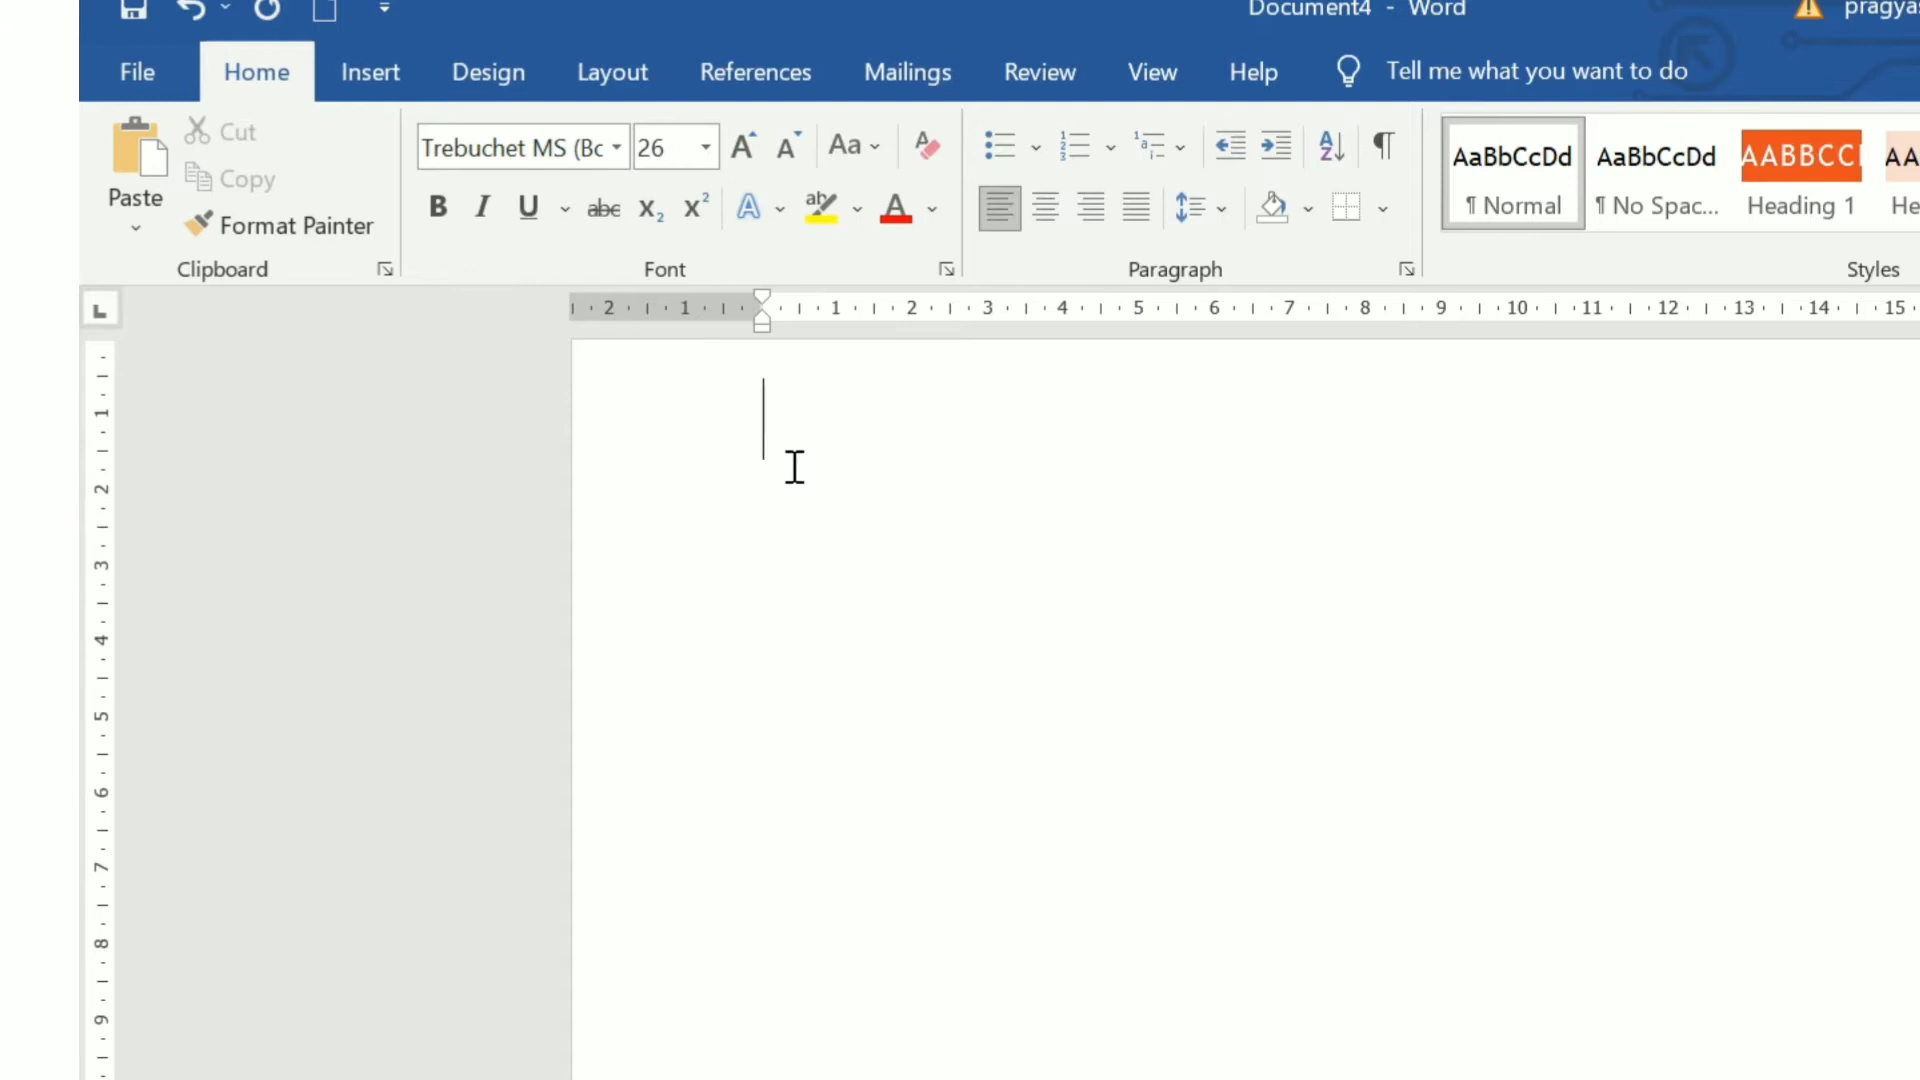 Document4 - Word
File Home Insert Design Layout References Mailings Review View Help Tell me what you want to do
Paste
Cut
Copy
Format Painter
Clipboard
Trebuchet MS (Bc 26
Aa
B I U abc X₂ X²
Font
Paragraph
AaBbCcDd AaBbCcDd AABBCC
¶ Normal ¶ No Spac... Heading 1
Styles
2 1 1 2 3 4 5 6 7 8 9 10 11 12 13 14 15
1
2
3
4
5
6
7
8
9